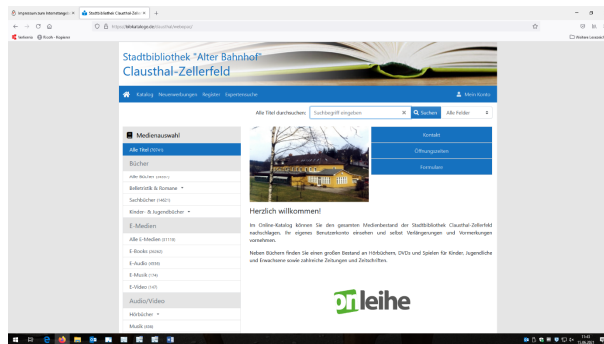 Stadtbibliothek "Alter Bahnhof"
Clausthal-Zellerfeld
Katalog Neuerwerbungen Register Expertensuche
Mein Konto
Alle Titel durchsuchen:
Suchbegriff eingeben
Suchen
Alle Felder
Medienauswahl
Alle Titel
Bücher
Alle Bücher
Belletristik & Romane
Sachbücher (14821)
Kinder- & Jugendbücher
E-Medien
Alle E-Medien
E-Books
E-Audio
E-Musik
E-Video
Audio/Video
Hörbücher
Musik
Kontakt
Öffnungszeiten
Formulare
Herzlich willkommen!
Im Online-Katalog können Sie den gesamten Medienbestand der Stadtbibliothek Clausthal-Zellerfeld
nachschlagen, Ihr eigenes Benutzerkonto einsehen und selbst Verlängerungen und Vormerkungen
vornehmen.
Neben Büchern finden Sie einen großen Bestand an Hörbüchern, DVDs und Spielen für Kinder, Jugendliche
und Erwachsene sowie zahlreiche Zeitungen und Zeitschriften.
onleihe